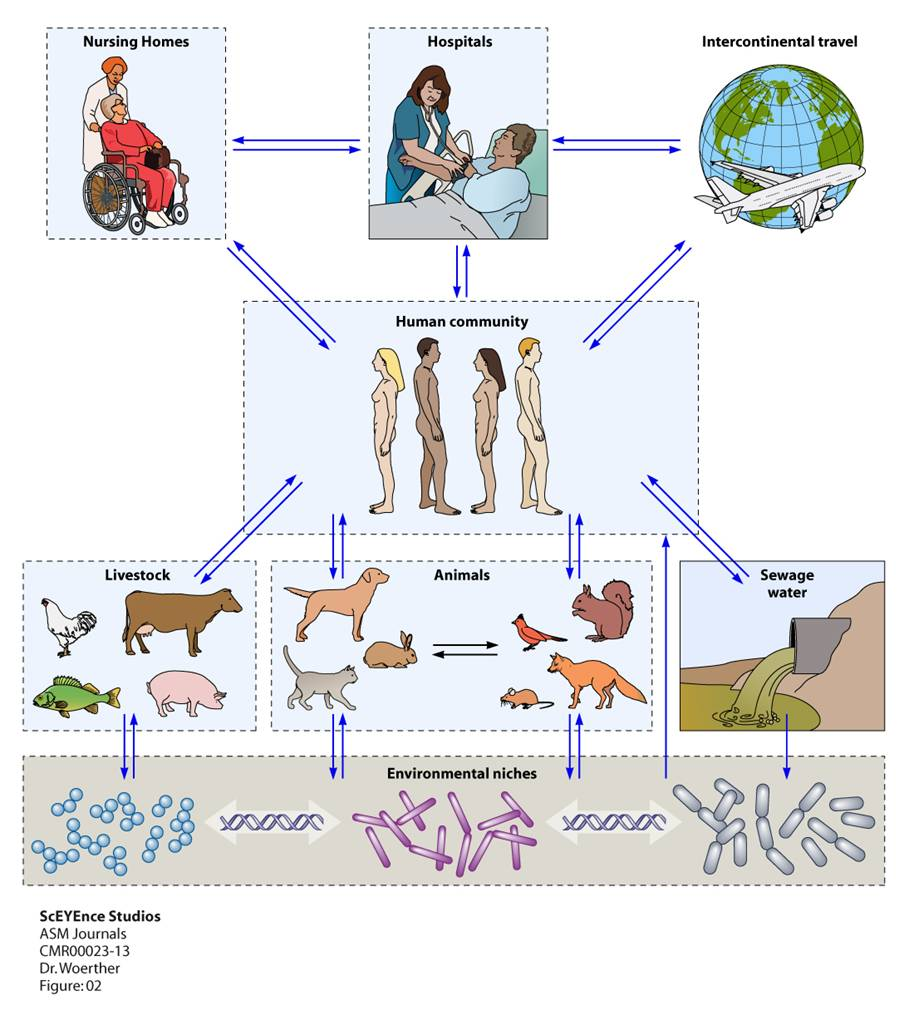 Nursing Homes
Hospitals
Intercontinental travel
Human community
Livestock
Animals
Sewage
water
Environmental niches
ScEYEnce Studios
ASM Journals
CMR00023-13
Dr. Woerther
Figure: 02